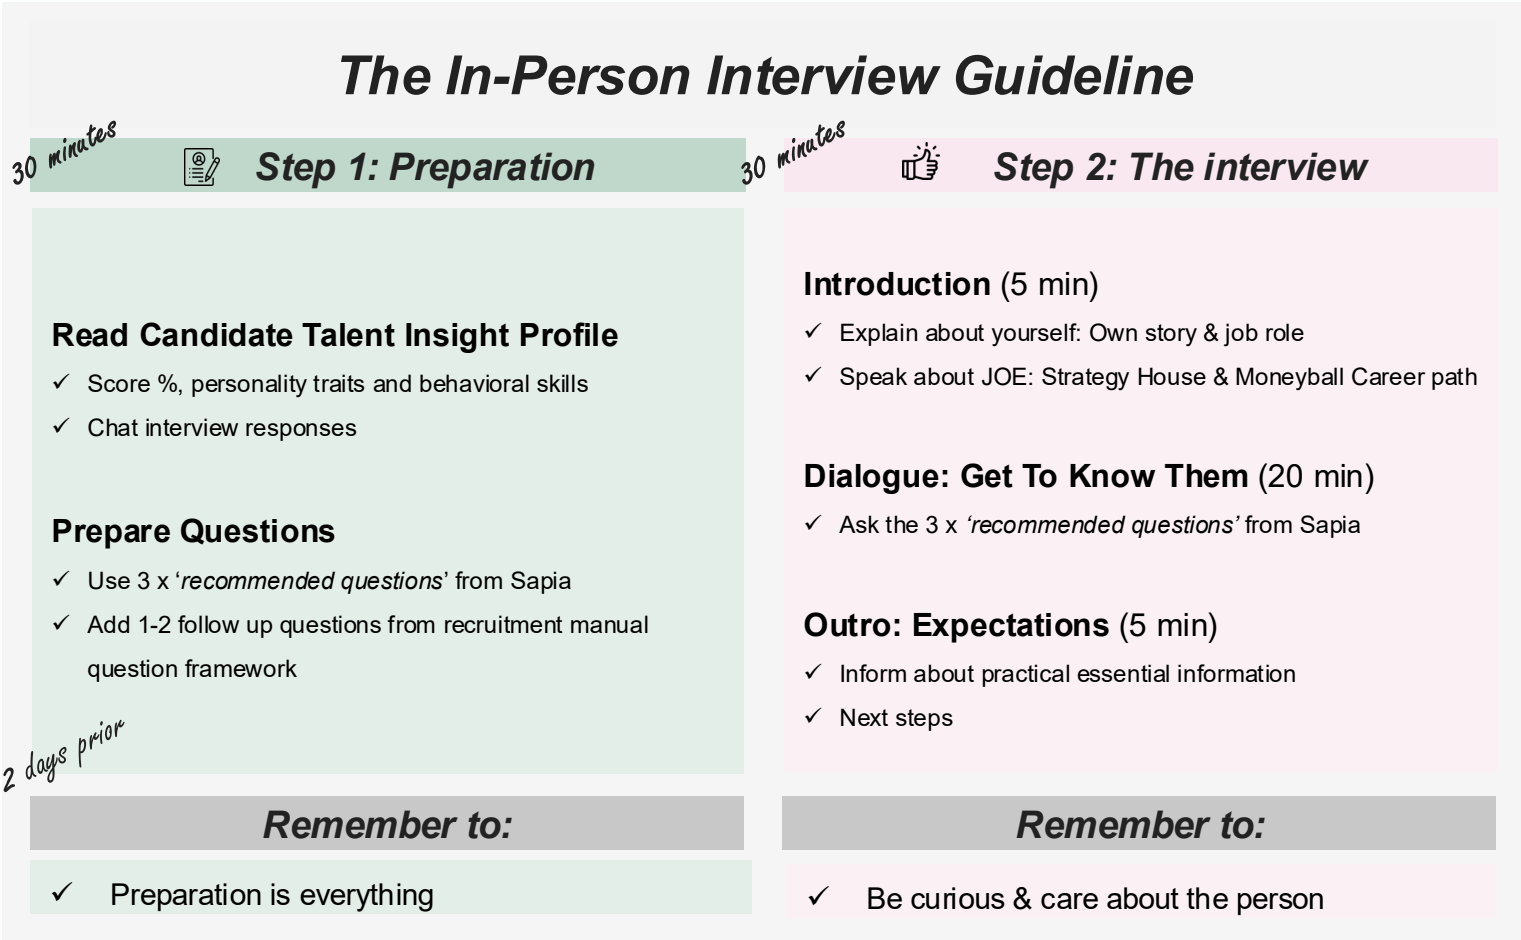 The In-Person Interview Guideline
30 minutes
Step 1: Preparation
Read Candidate Talent Insight Profile
✓ Score %, personality traits and behavioral skills
✓ Chat interview responses
Prepare Questions
✓ Use 3 x ‘recommended questions’ from Sapia
✓ Add 1-2 follow up questions from recruitment manual
question framework
2 days prior
Remember to:
✓ Preparation is everything
30 minutes
Step 2: The interview
Introduction (5 min)
✓ Explain about yourself: Own story & job role
✓ Speak about JOE: Strategy House & Moneyball Career path
Dialogue: Get To Know Them (20 min)
✓ Ask the 3 x ‘recommended questions’ from Sapia
Outro: Expectations (5 min)
✓ Inform about practical essential information
✓ Next steps
Remember to:
✓ Be curious & care about the person